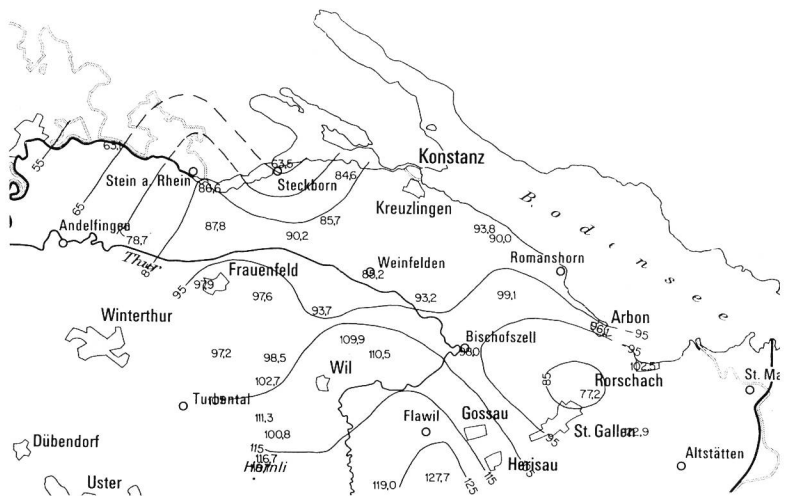 Konstanz
63,5
55
Stein a. Rhein
Steckborn
84,6
86,6
Kreuzlingen
Bodensee
65
85,7
Andelfingen
87,8
90,2
93,8
90,0
78,7
Thur
Romanshorn
Weinfelden
Frauenfeld
95
97,6
93,2
99,1
93,7
Arbon
95
Winterthur
Bischofszell
109,9
97,2
98,5
110,5
Wil
102,5
Rorschach
85
77,2
St. Ma
102,7
Turbental
111,3
Flawil
Gossau
St. Gallen
95
100,8
Dübendorf
115
116,7
Hörnli
Herisau
Altstätten
Uster
119,0
127,7
125
115